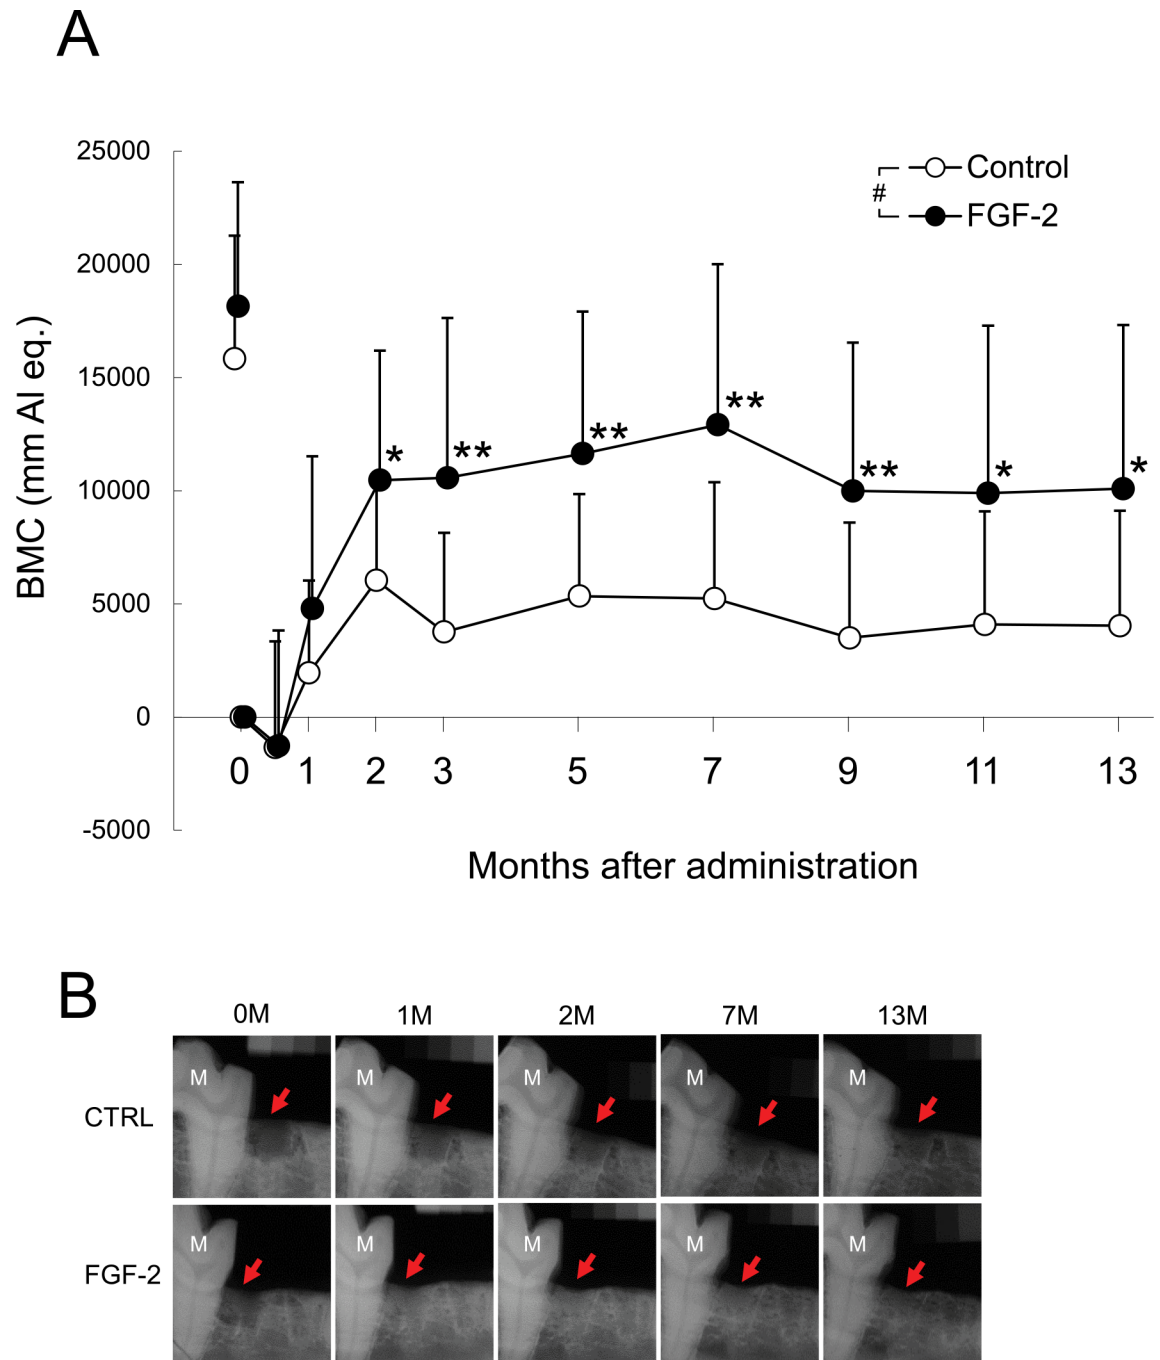 A
25000
20000
15000
10000
5000
0
-5000
BMC (mm Al eq.)
Control
#
FGF-2
* ** ** ** ** * *
0 1 2 3 5 7 9 11 13
Months after administration
B
0M 1M 2M 7M 13M
CTRL
M M M M M
FGF-2
M M M M M